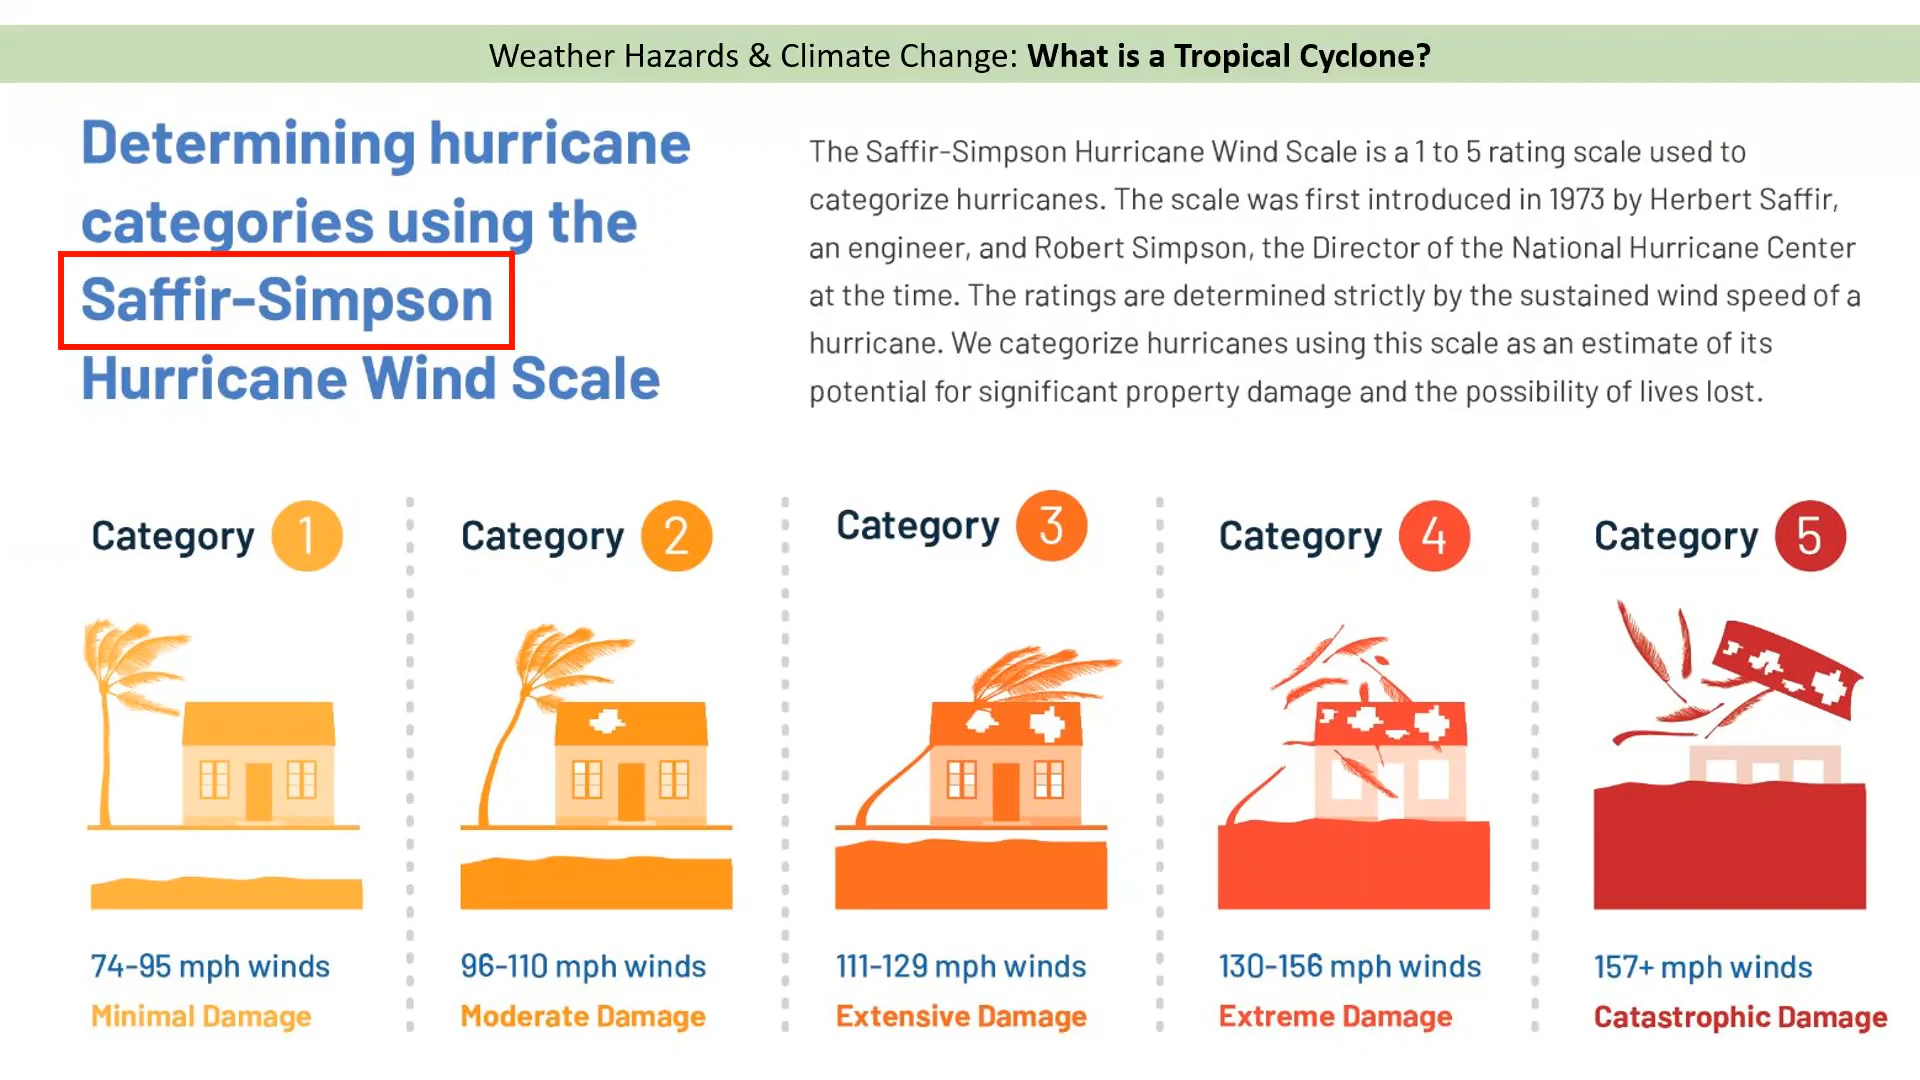 Weather Hazards & Climate Change: What is a Tropical Cyclone?
Determining hurricane
categories using the
Saffir-Simpson
Hurricane Wind Scale
The Saffir-Simpson Hurricane Wind Scale is a 1 to 5 rating scale used to
categorize hurricanes. The scale was first introduced in 1973 by Herbert Saffir,
an engineer, and Robert Simpson, the Director of the National Hurricane Center
at the time. The ratings are determined strictly by the sustained wind speed of a
hurricane. We categorize hurricanes using this scale as an estimate of its
potential for significant property damage and the possibility of lives lost.
Category 1
74-95 mph winds
Minimal Damage
Category 2
96-110 mph winds
Moderate Damage
Category 3
111-129 mph winds
Extensive Damage
Category 4
130-156 mph winds
Extreme Damage
Category 5
157+ mph winds
Catastrophic Damage